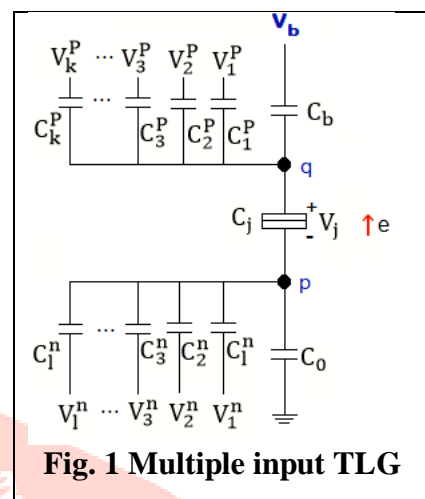 V_b
V_k^P ... V_3^P V_2^P V_1^P
C_k^P ... C_3^P C_2^P C_1^P C_b
q
C_j + V_j ↑ e
-
p
C_l^n ... C_3^n C_2^n C_l^n C_0
V_l^n ... V_3^n V_2^n V_1^n
Fig. 1 Multiple input TLG